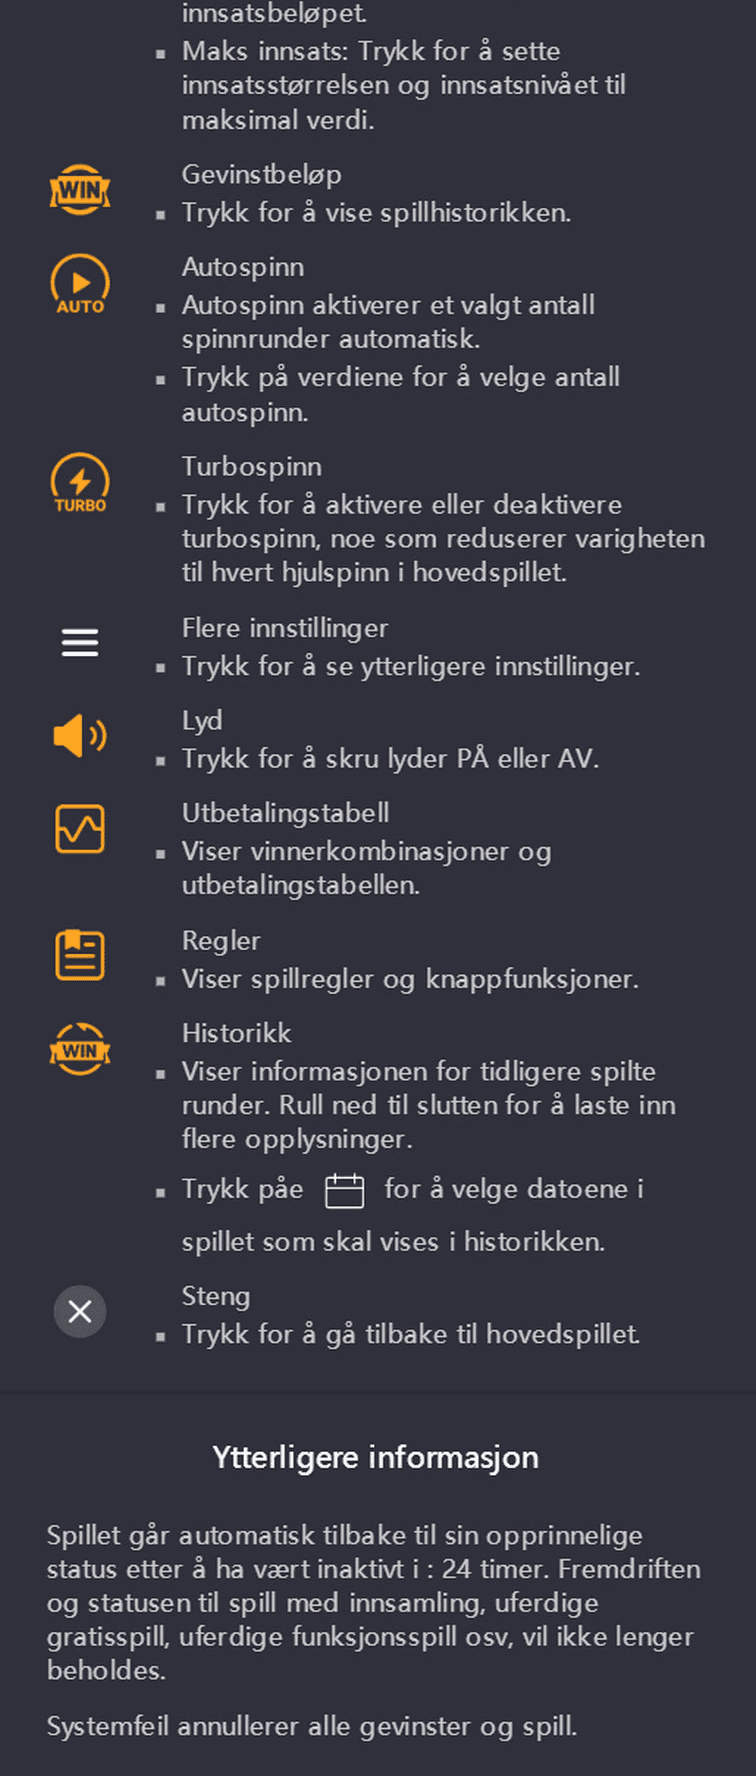 innsatsbeløpet.
▪ Maks innsats: Trykk for å sette
innsatsstørrelsen og innsatsnivået til
maksimal verdi.
WIN
Gevinstbeløp
▪ Trykk for å vise spillhistorikken.
AUTO
Autospinn
▪ Autospinn aktiverer et valgt antall
spinnrunder automatisk.
▪ Trykk på verdiene for å velge antall
autospinn.
TURBO
Turbospinn
▪ Trykk for å aktivere eller deaktivere
turbospinn, noe som reduserer varigheten
til hvert hjulspinn i hovedspillet.
Flere innstillinger
▪ Trykk for å se ytterligere innstillinger.
Lyd
▪ Trykk for å skru lyder PÅ eller AV.
Utbetalingstabell
▪ Viser vinnerkombinasjoner og
utbetalingstabellen.
Regler
▪ Viser spillregler og knappfunksjoner.
WIN
Historikk
▪ Viser informasjonen for tidligere spilte
runder. Rull ned til slutten for å laste inn
flere opplysninger.
▪ Trykk påe for å velge datoene i
spillet som skal vises i historikken.
Steng
▪ Trykk for å gå tilbake til hovedspillet.
Ytterligere informasjon
Spillet går automatisk tilbake til sin opprinnelige
status etter å ha vært inaktivt i : 24 timer. Fremdriften
og statusen til spill med innsamling, uferdige
gratisspill, uferdige funksjonsspill osv, vil ikke lenger
beholdes.
Systemfeil annullerer alle gevinster og spill.